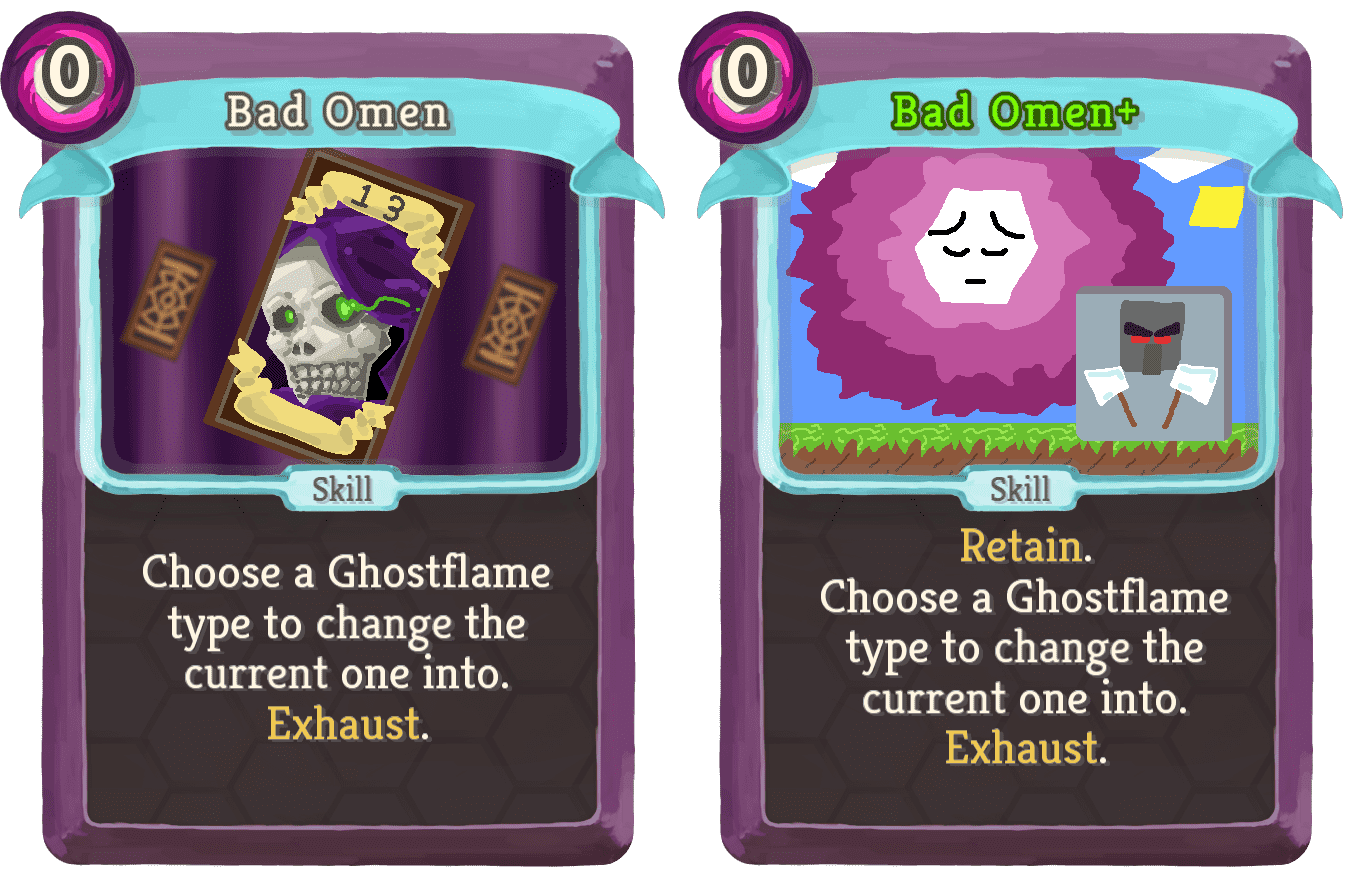 0
Bad Omen
13
Skill
Choose a Ghostflame
type to change the
current one into.
Exhaust.
0
Bad Omen+
Skill
Retain.
Choose a Ghostflame
type to change the
current one into.
Exhaust.